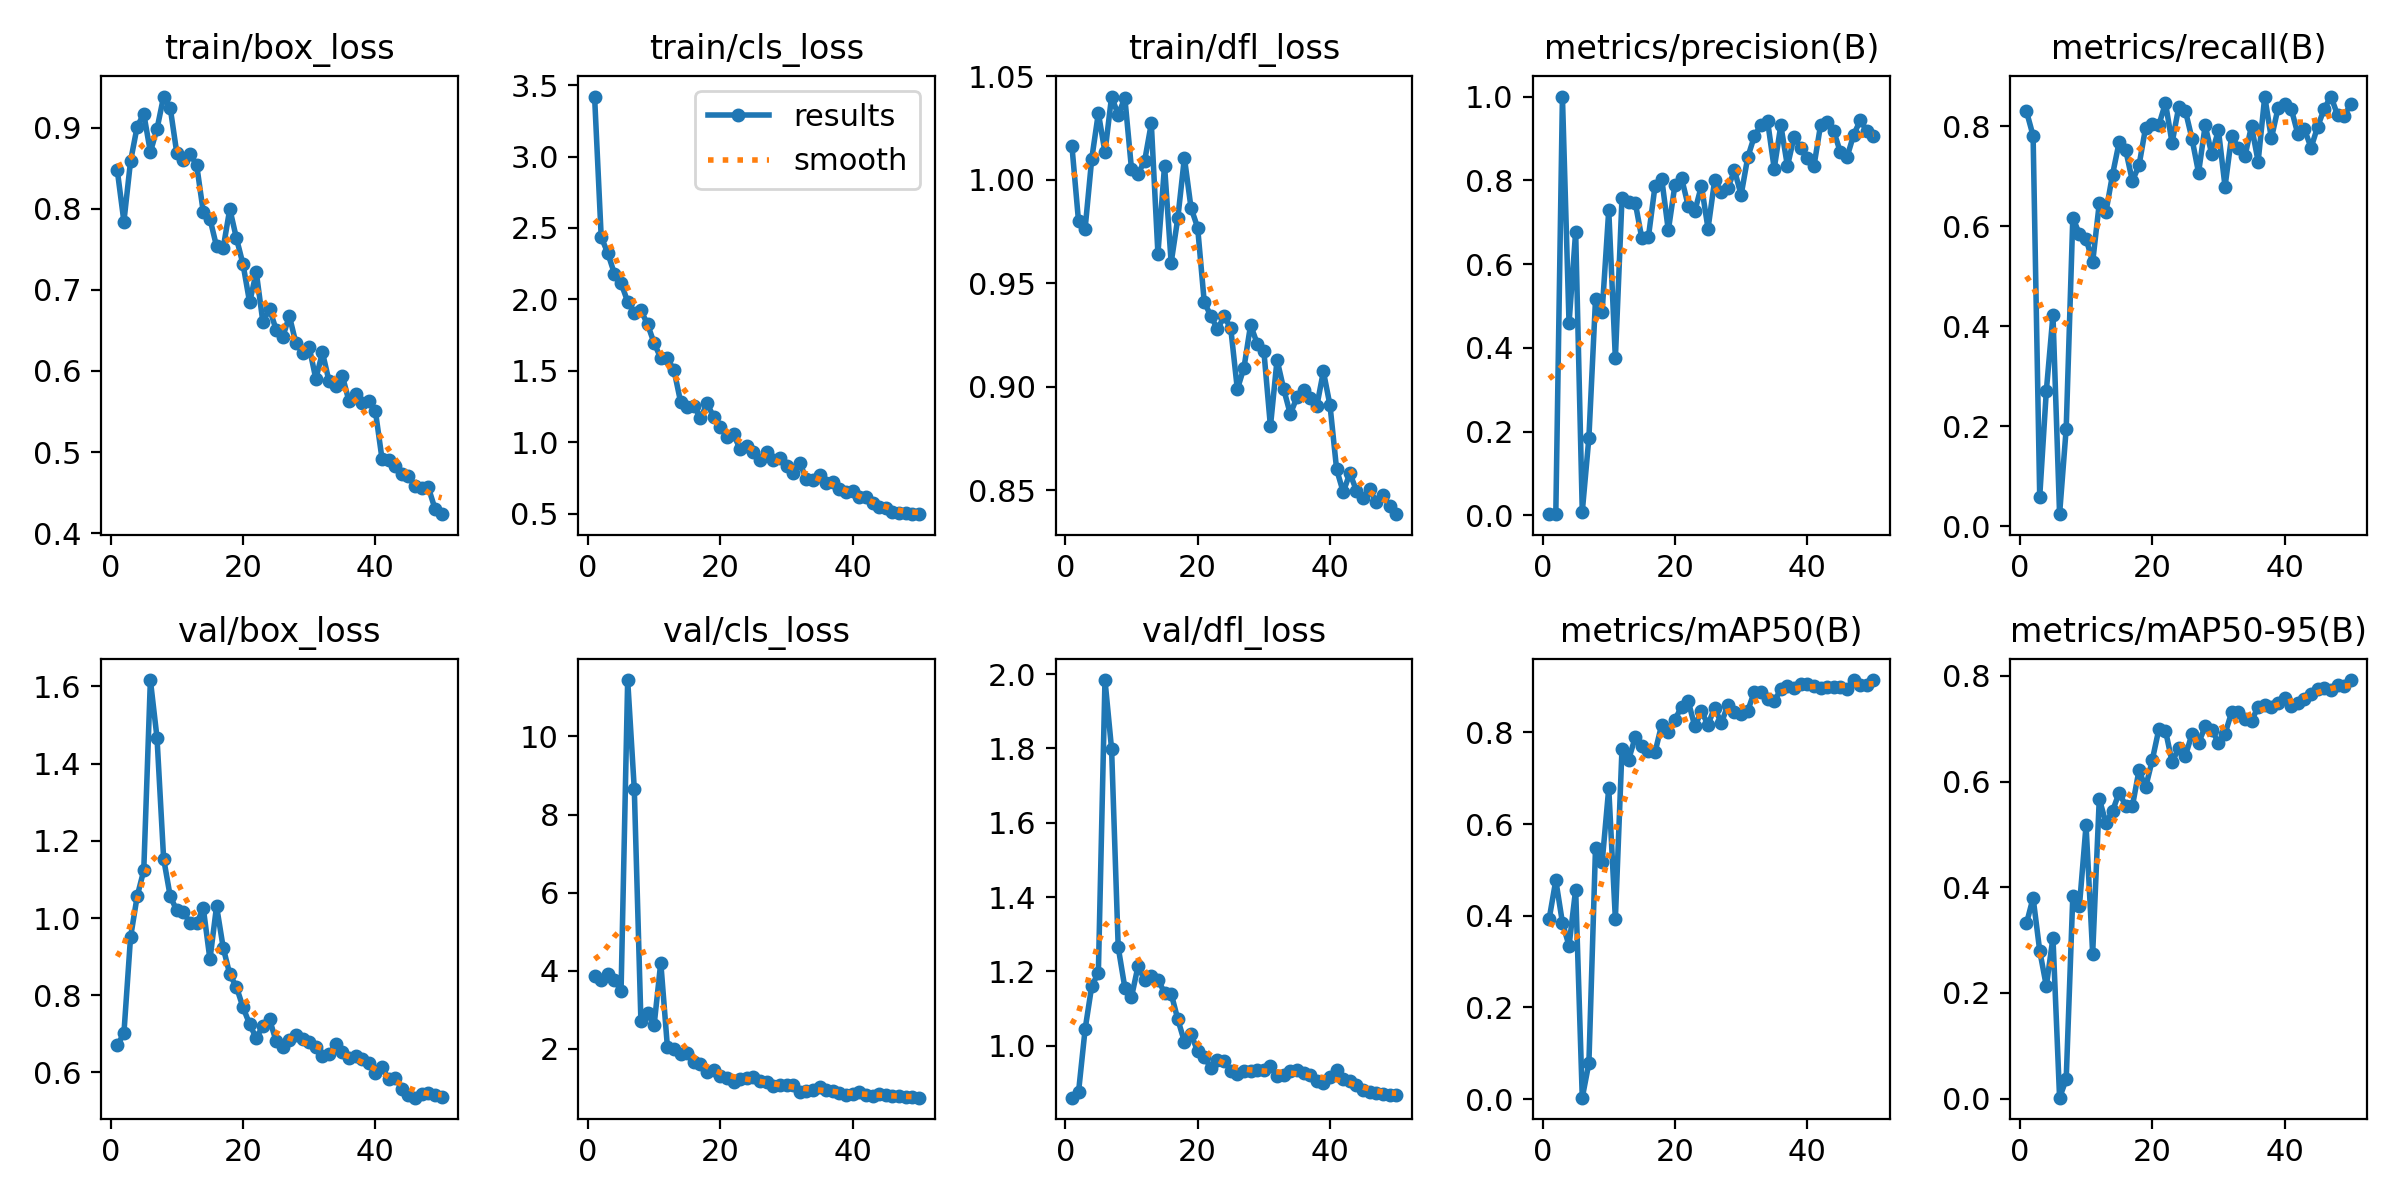 train/box_loss
0.9
0.8
0.7
0.6
0.5
0.4
0 20 40
train/cls_loss
results
smooth
3.5
3.0
2.5
2.0
1.5
1.0
0.5
0 20 40
train/dfl_loss
1.05
1.00
0.95
0.90
0.85
0 20 40
metrics/precision(B)
1.0
0.8
0.6
0.4
0.2
0.0
0 20 40
metrics/recall(B)
0.8
0.6
0.4
0.2
0.0
0 20 40
val/box_loss
1.6
1.4
1.2
1.0
0.8
0.6
0 20 40
val/cls_loss
10
8
6
4
2
0 20 40
val/dfl_loss
2.0
1.8
1.6
1.4
1.2
1.0
0 20 40
metrics/mAP50(B)
0.8
0.6
0.4
0.2
0.0
0 20 40
metrics/mAP50-95(B)
0.8
0.6
0.4
0.2
0.0
0 20 40